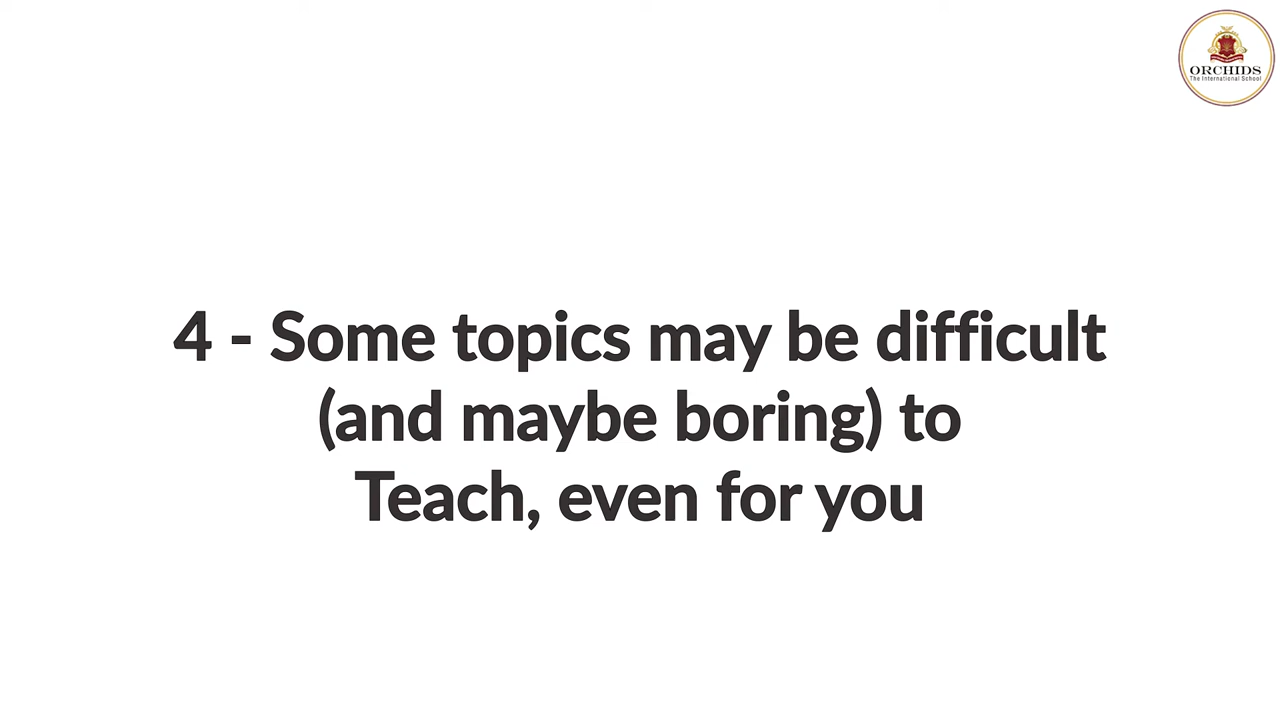 ORCHIDS
The International School
4 - Some topics may be difficult
(and maybe boring) to
Teach, even for you